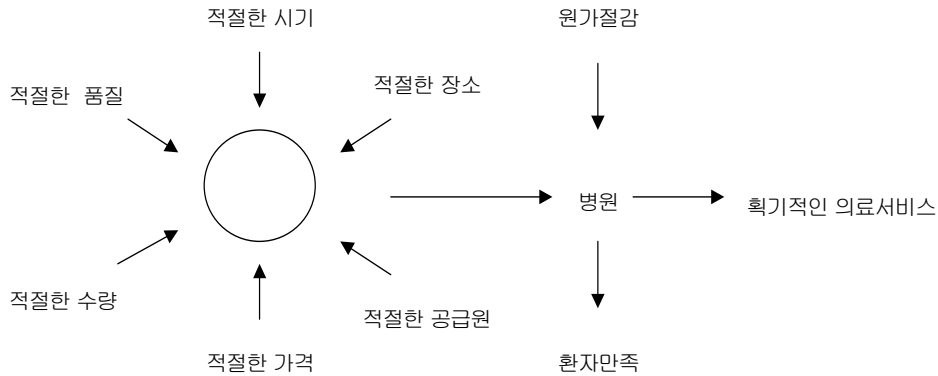 적절한 시기
원가절감
적절한 품질
적절한 장소
병원
획기적인 의료서비스
적절한 수량
적절한 공급원
적절한 가격
환자만족